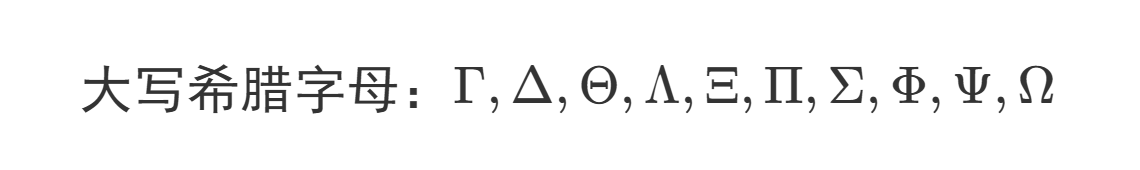 大写希腊字母：Γ, Δ, Θ, Λ, Ξ, Π, Σ, Φ, Ψ, Ω